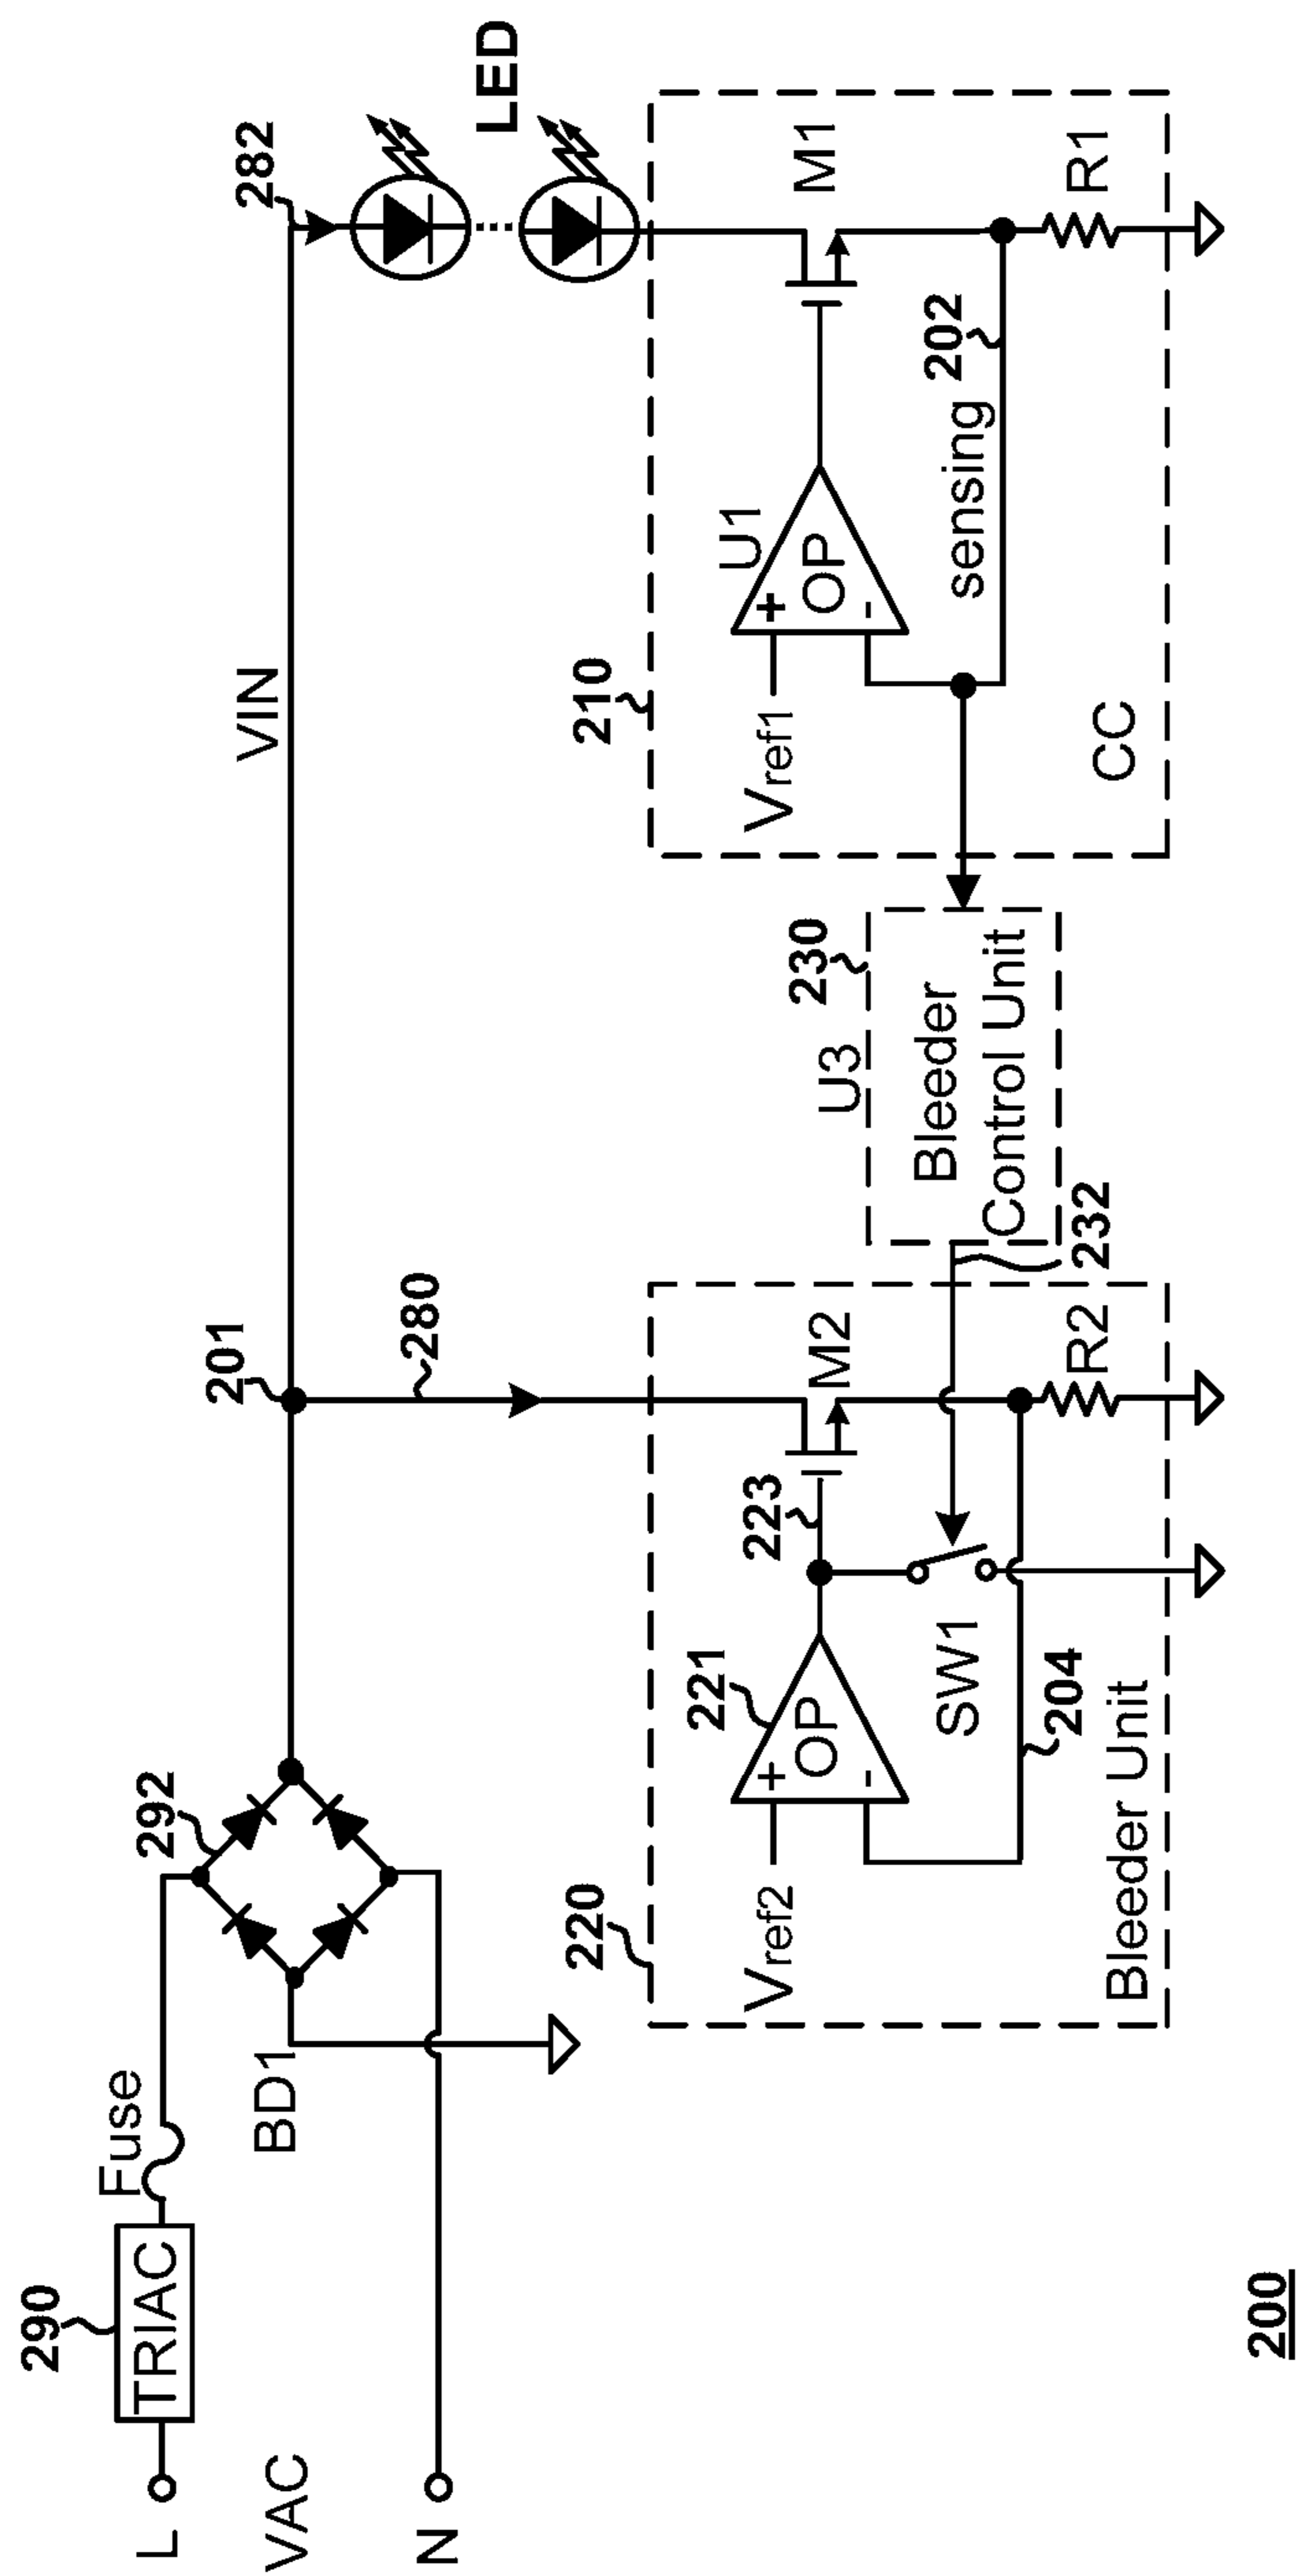 290
L
TRIAC
Fuse
VAC
N
BD1
292
201
VIN
282
LED
280
220
Vref2
+
-
OP
221
223
M2
SW1
204
R2
Bleeder Unit
232
U3
230
Bleeder
Control Unit
210
Vref1
+
-
OP
U1
M1
sensing
202
R1
CC
200